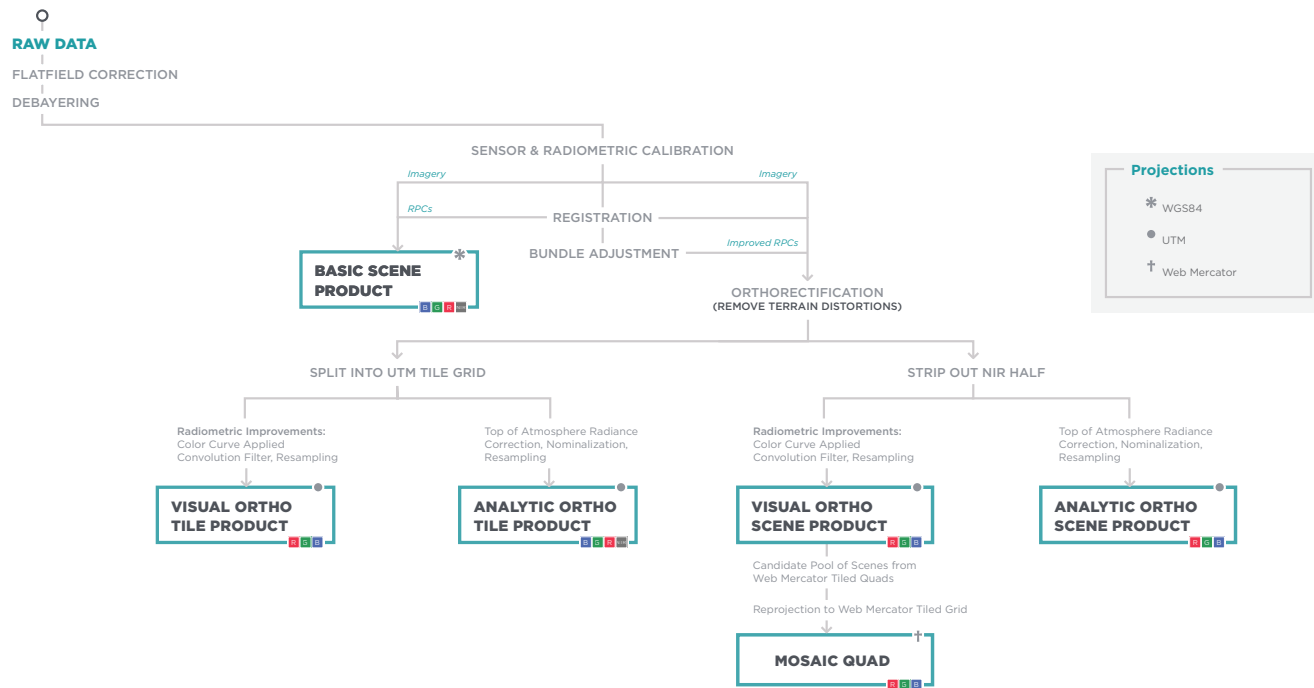 RAW DATA
FLATFIELD CORRECTION
DEBAYERING
SENSOR & RADIOMETRIC CALIBRATION
Imagery
Imagery
RPCs
REGISTRATION
BUNDLE ADJUSTMENT
Improved RPCs
BASIC SCENE
PRODUCT
B G R
ORTHORECTIFICATION
(REMOVE TERRAIN DISTORTIONS)
Projections
WGS84
UTM
Web Mercator
SPLIT INTO UTM TILE GRID
STRIP OUT NIR HALF
Radiometric Improvements:
Color Curve Applied
Convolution Filter, Resampling
Top of Atmosphere Radiance
Correction, Nominalization,
Resampling
Radiometric Improvements:
Color Curve Applied
Convolution Filter, Resampling
Top of Atmosphere Radiance
Correction, Nominalization,
Resampling
VISUAL ORTHO
TILE PRODUCT
R G B
ANALYTIC ORTHO
TILE PRODUCT
B G R
VISUAL ORTHO
SCENE PRODUCT
R G B
ANALYTIC ORTHO
SCENE PRODUCT
R G B
Candidate Pool of Scenes from
Web Mercator Tiled Quads
Reprojection to Web Mercator Tiled Grid
MOSAIC QUAD
R G B